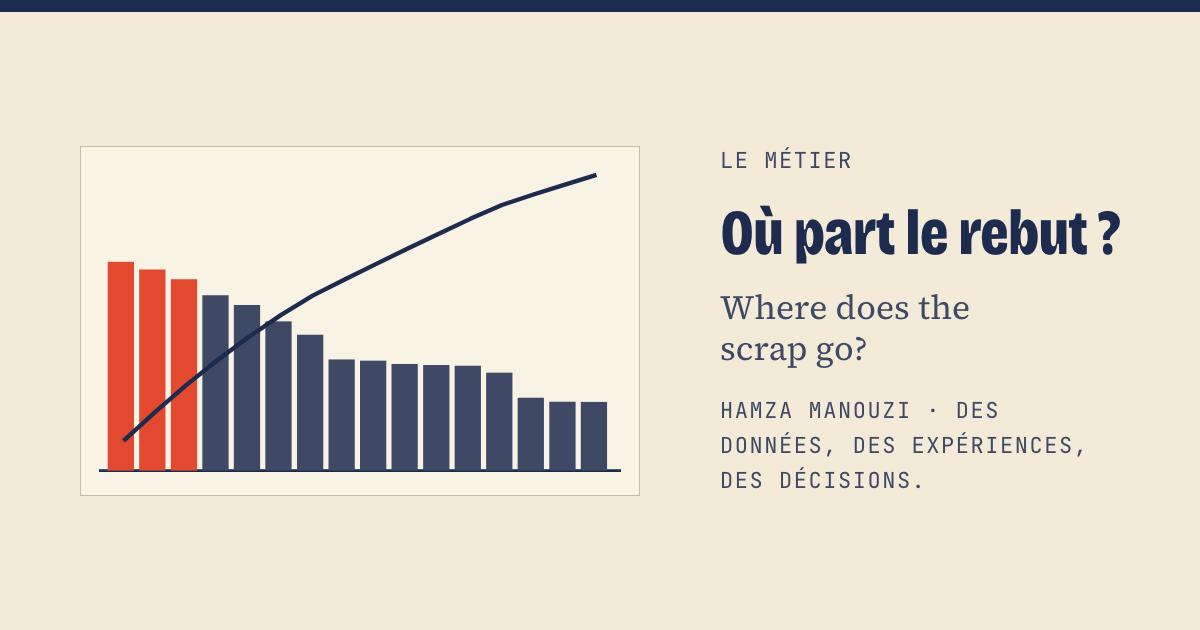 LE MÉTIER
Où part le rebut ?
Where does the
scrap go?
HAMZA MANOUZI · DES
DONNÉES, DES EXPÉRIENCES,
DES DÉCISIONS.